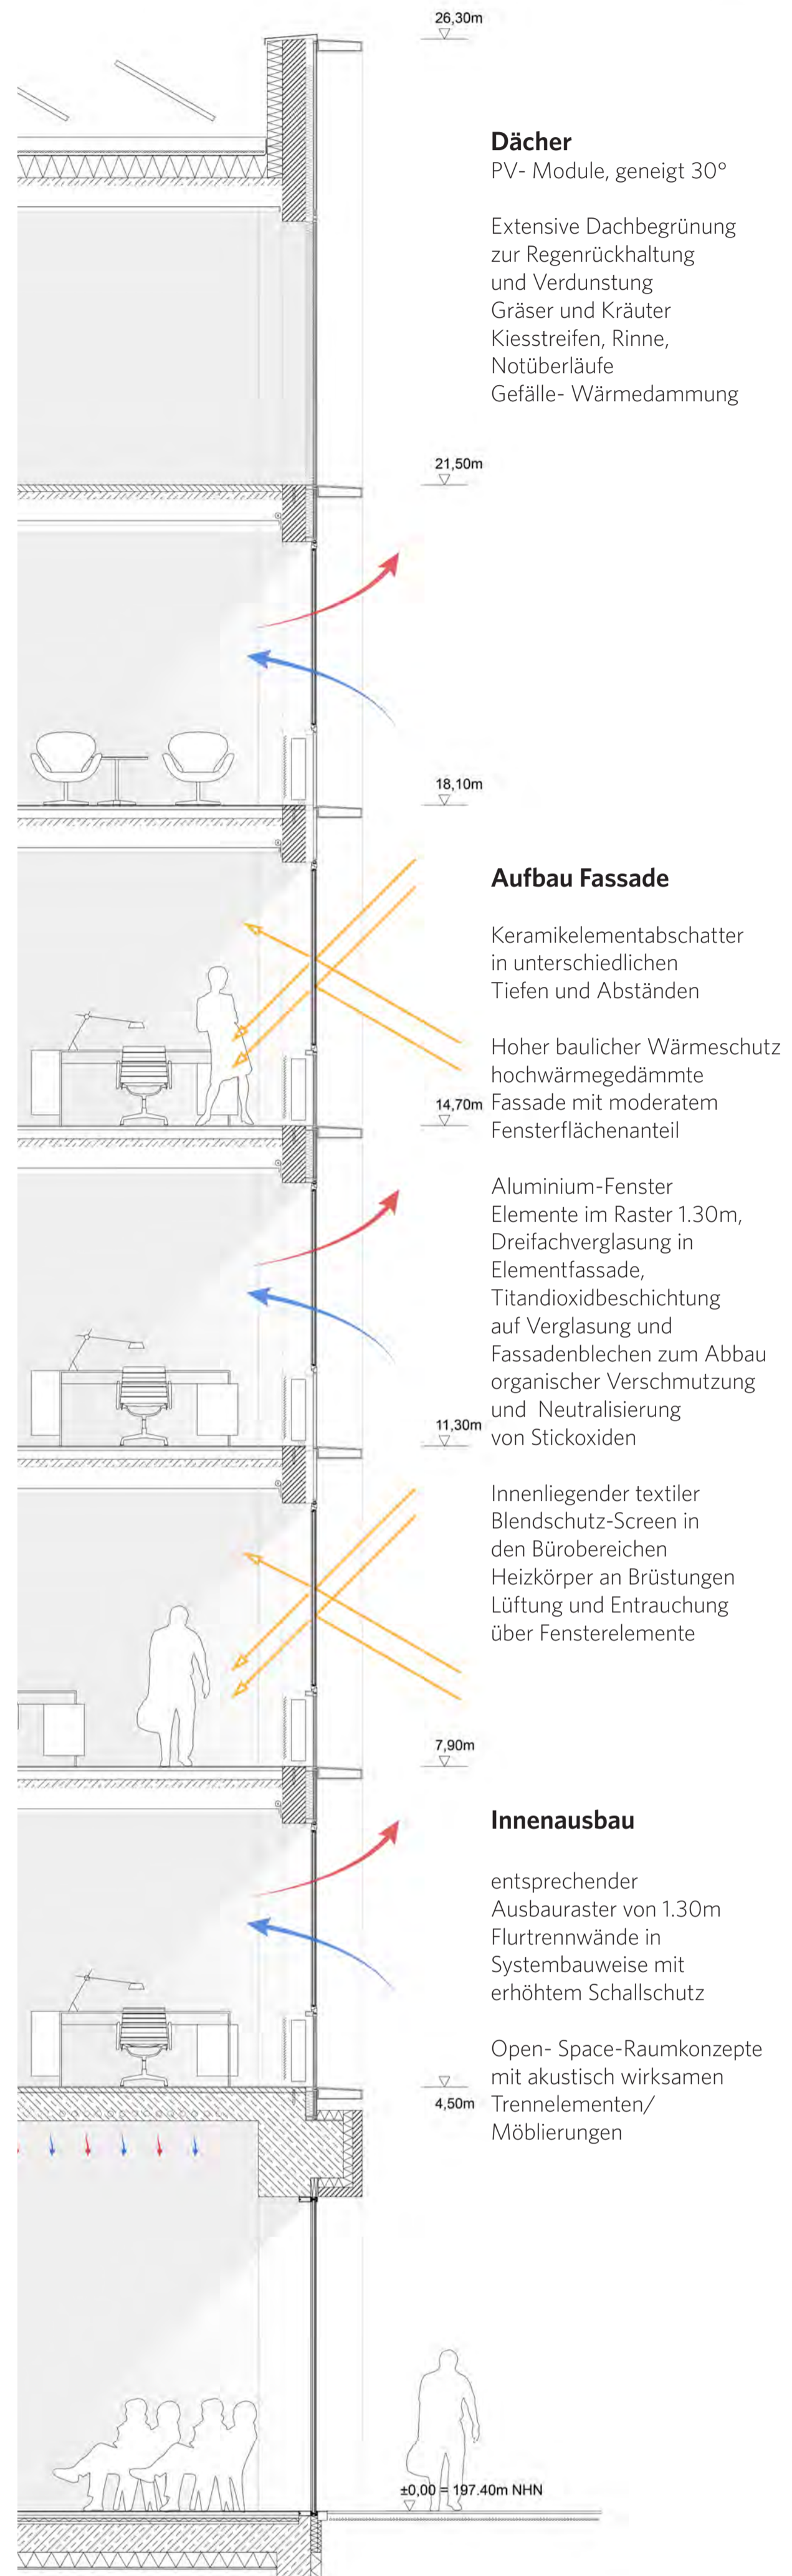 26,30m
Dächer
PV- Module, geneigt 30°
Extensive Dachbegrünung
zur Regenrückhaltung
und Verdunstung
Gräser und Kräuter
Kiesstreifen, Rinne,
Notüberläufe
Gefälle- Wärmedammung
21,50m
18,10m
Aufbau Fassade
Keramikelementabschatter
in unterschiedlichen
Tiefen und Abständen
Hoher baulicher Wärmeschutz
hochwärmegedämmte
14,70m
Fassade mit moderatem
Fensterflächenanteil
Aluminium-Fenster
Elemente im Raster 1.30m,
Dreifachverglasung in
Elementfassade,
Titandioxidbeschichtung
auf Verglasung und
Fassadenblechen zum Abbau
organischer Verschmutzung
und Neutralisierung
11,30m
von Stickoxiden
Innenliegender textiler
Blendschutz-Screen in
den Bürobereichen
Heizkörper an Brüstungen
Lüftung und Entrauchung
über Fensterelemente
7,90m
Innenausbau
entsprechender
Ausbauraster von 1.30m
Flurtrennwände in
Systembauweise mit
erhöhtem Schallschutz
Open- Space-Raumkonzepte
mit akustisch wirksamen
4,50m
Trennelementen/
Möblierungen
±0,00 = 197.40m NHN